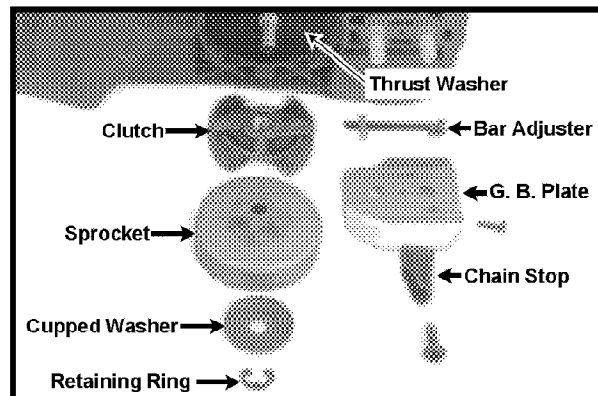 Thrust Washer
Clutch
Bar Adjuster
G. B. Plate
Sprocket
Chain Stop
Cupped Washer
Retaining Ring